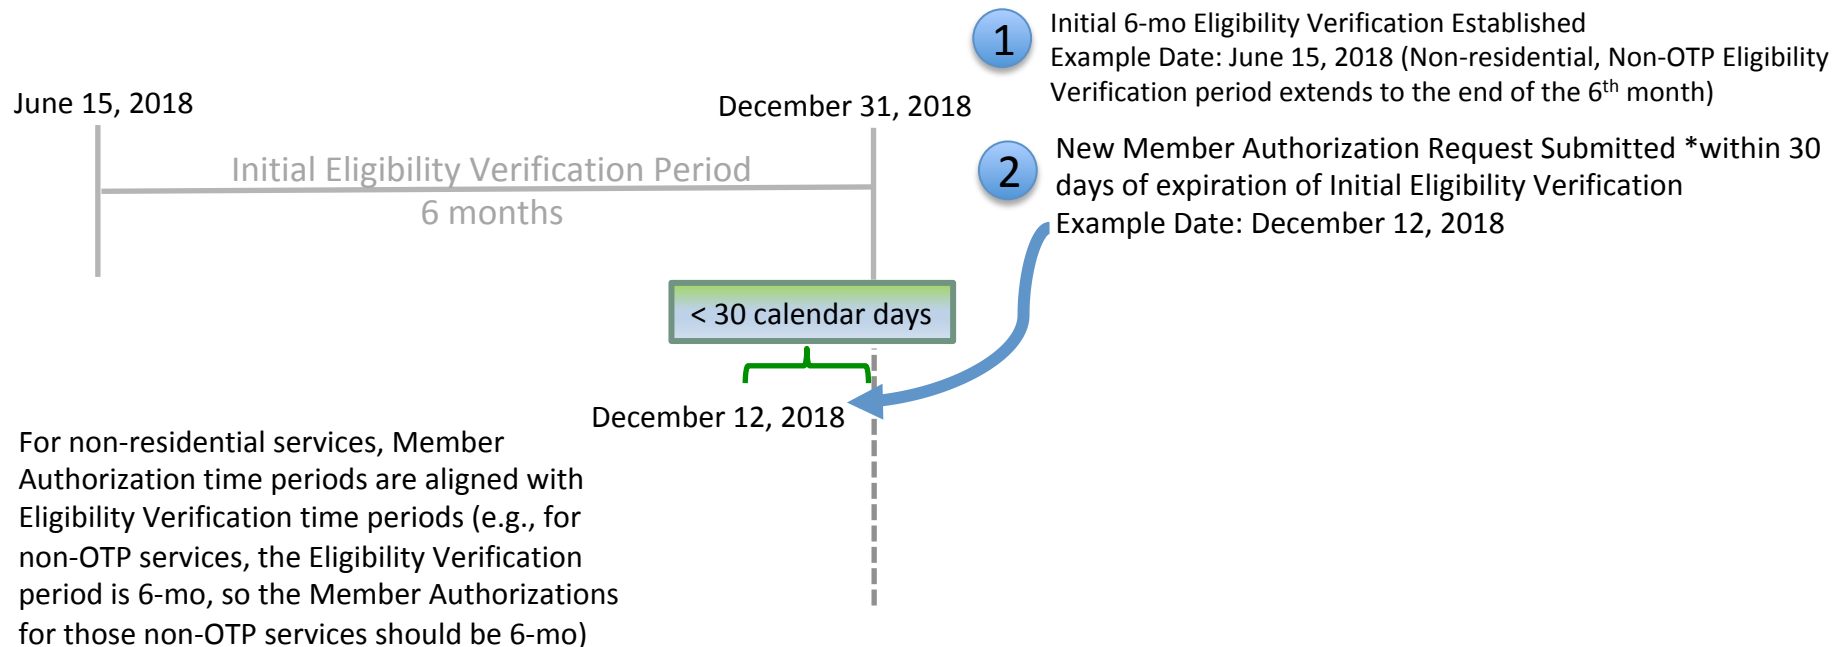 1
Initial 6-mo Eligibility Verification Established
Example Date: June 15, 2018 (Non-residential, Non-OTP Eligibility
Verification period extends to the end of the 6th month)
June 15, 2018
December 31, 2018
Initial Eligibility Verification Period
6 months
2
New Member Authorization Request Submitted *within 30
days of expiration of Initial Eligibility Verification
Example Date: December 12, 2018
< 30 calendar days
December 12, 2018
For non-residential services, Member
Authorization time periods are aligned with
Eligibility Verification time periods (e.g., for
non-OTP services, the Eligibility Verification
period is 6-mo, so the Member Authorizations
for those non-OTP services should be 6-mo)